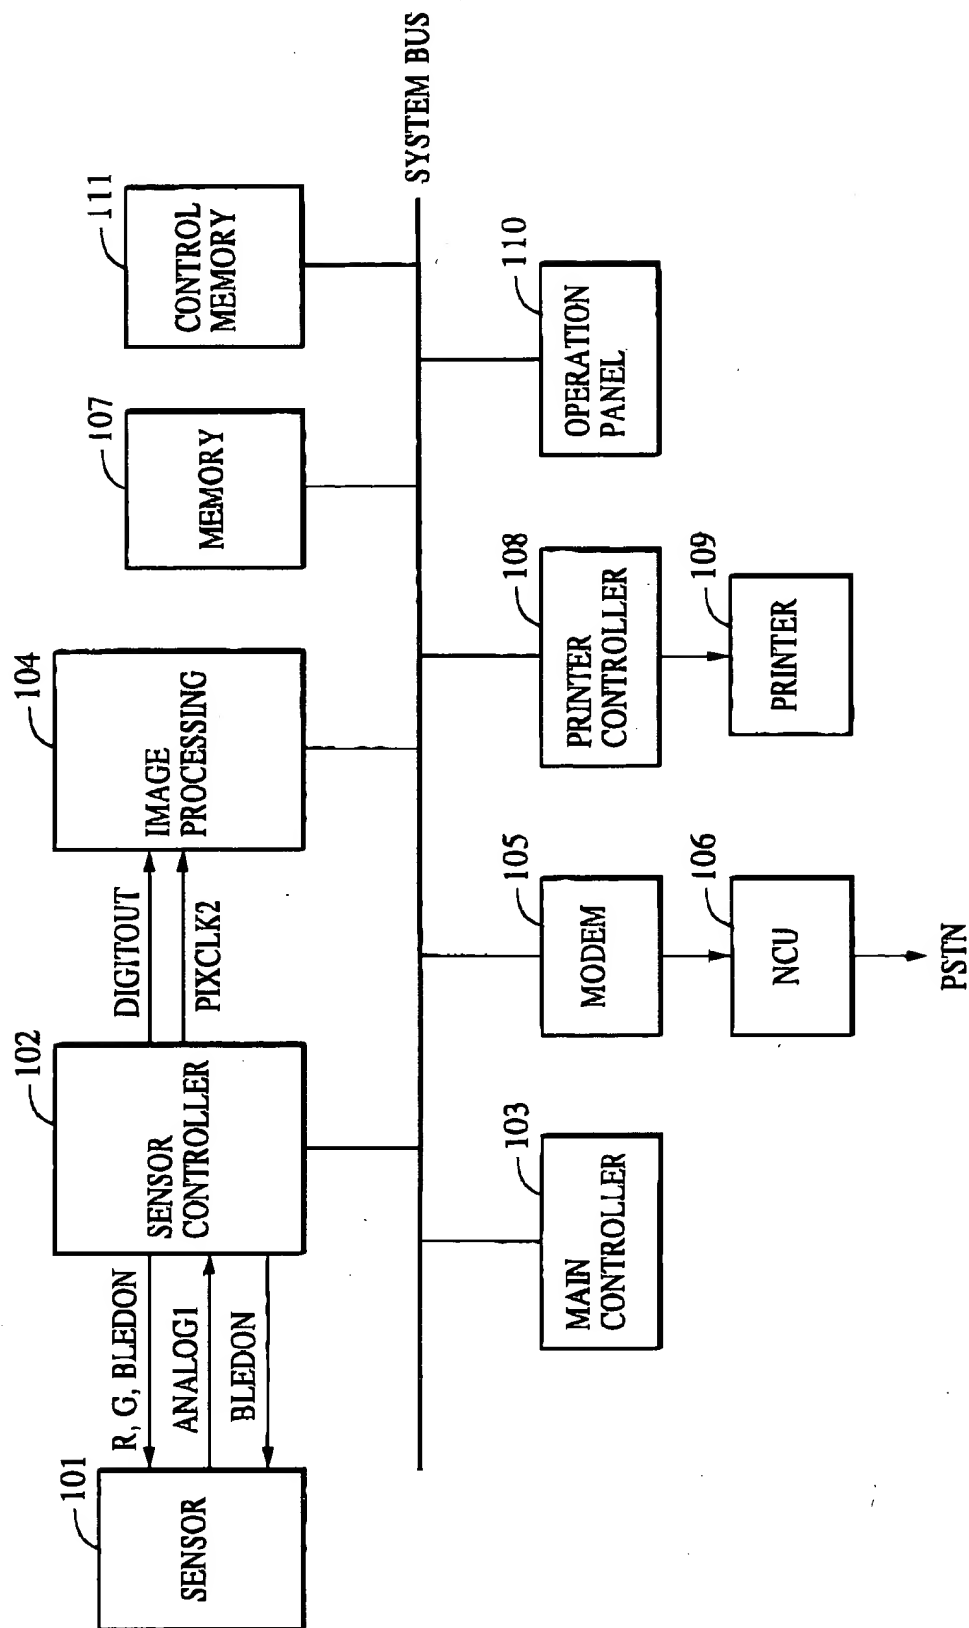 101
SENSOR
R, G, BLEDON
ANALOG1
BLEDON
102
SENSOR
CONTROLLER
DIGITOUT
PIXCLK2
104
IMAGE
PROCESSING
107
MEMORY
111
CONTROL
MEMORY
SYSTEM BUS
103
MAIN
CONTROLLER
105
MODEM
106
NCU
PSTN
108
PRINTER
CONTROLLER
109
PRINTER
110
OPERATION
PANEL